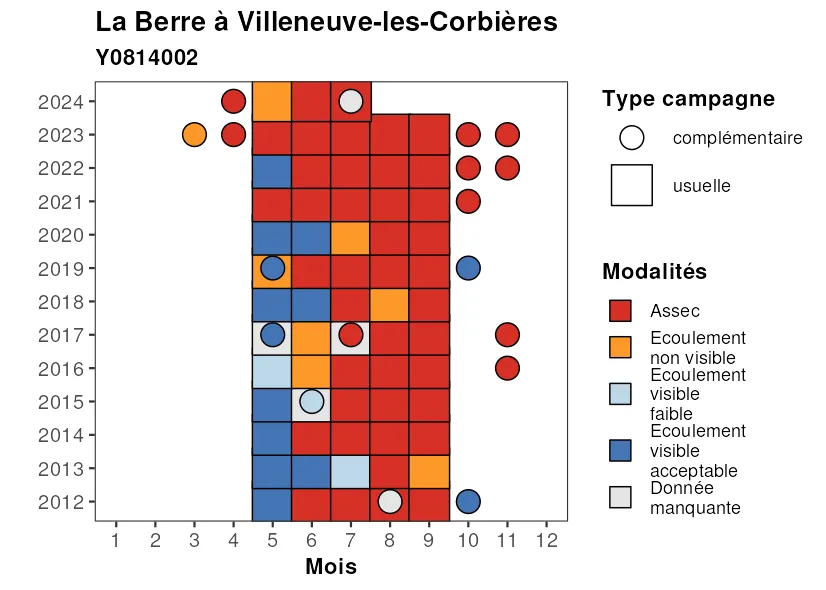 La Berre à Villeneuve-les-Corbières
Y0814002
2024
2023
2022
2021
2020
2019
2018
2017
2016
2015
2014
2013
2012
1 2 3 4 5 6 7 8 9 10 11 12
Mois
Type campagne
complémentaire
usuelle
Modalités
Assec
Ecoulement
non visible
Ecoulement
visible
faible
Ecoulement
visible
acceptable
Donnée
manquante